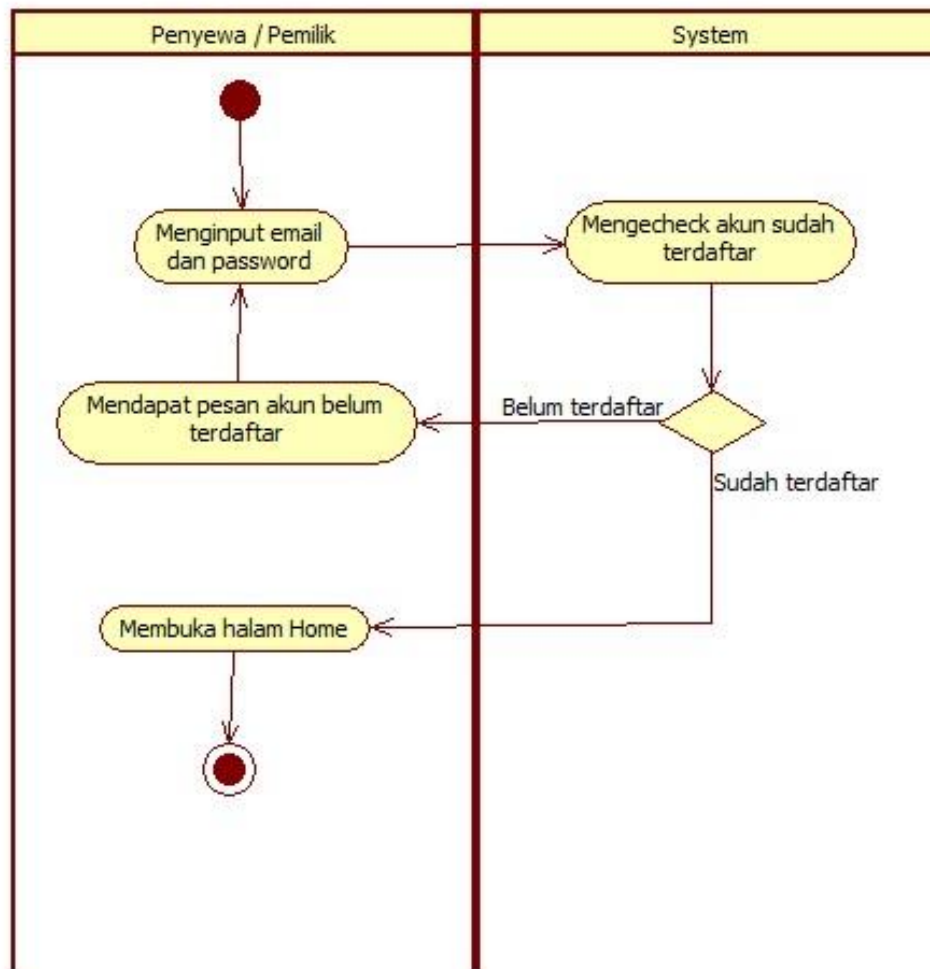 Penyewa / Pemilik
System
Menginput email
dan password
Mengecheck akun sudah
terdaftar
Mendapat pesan akun belum
terdaftar
Belum terdaftar
Sudah terdaftar
Membuka halam Home